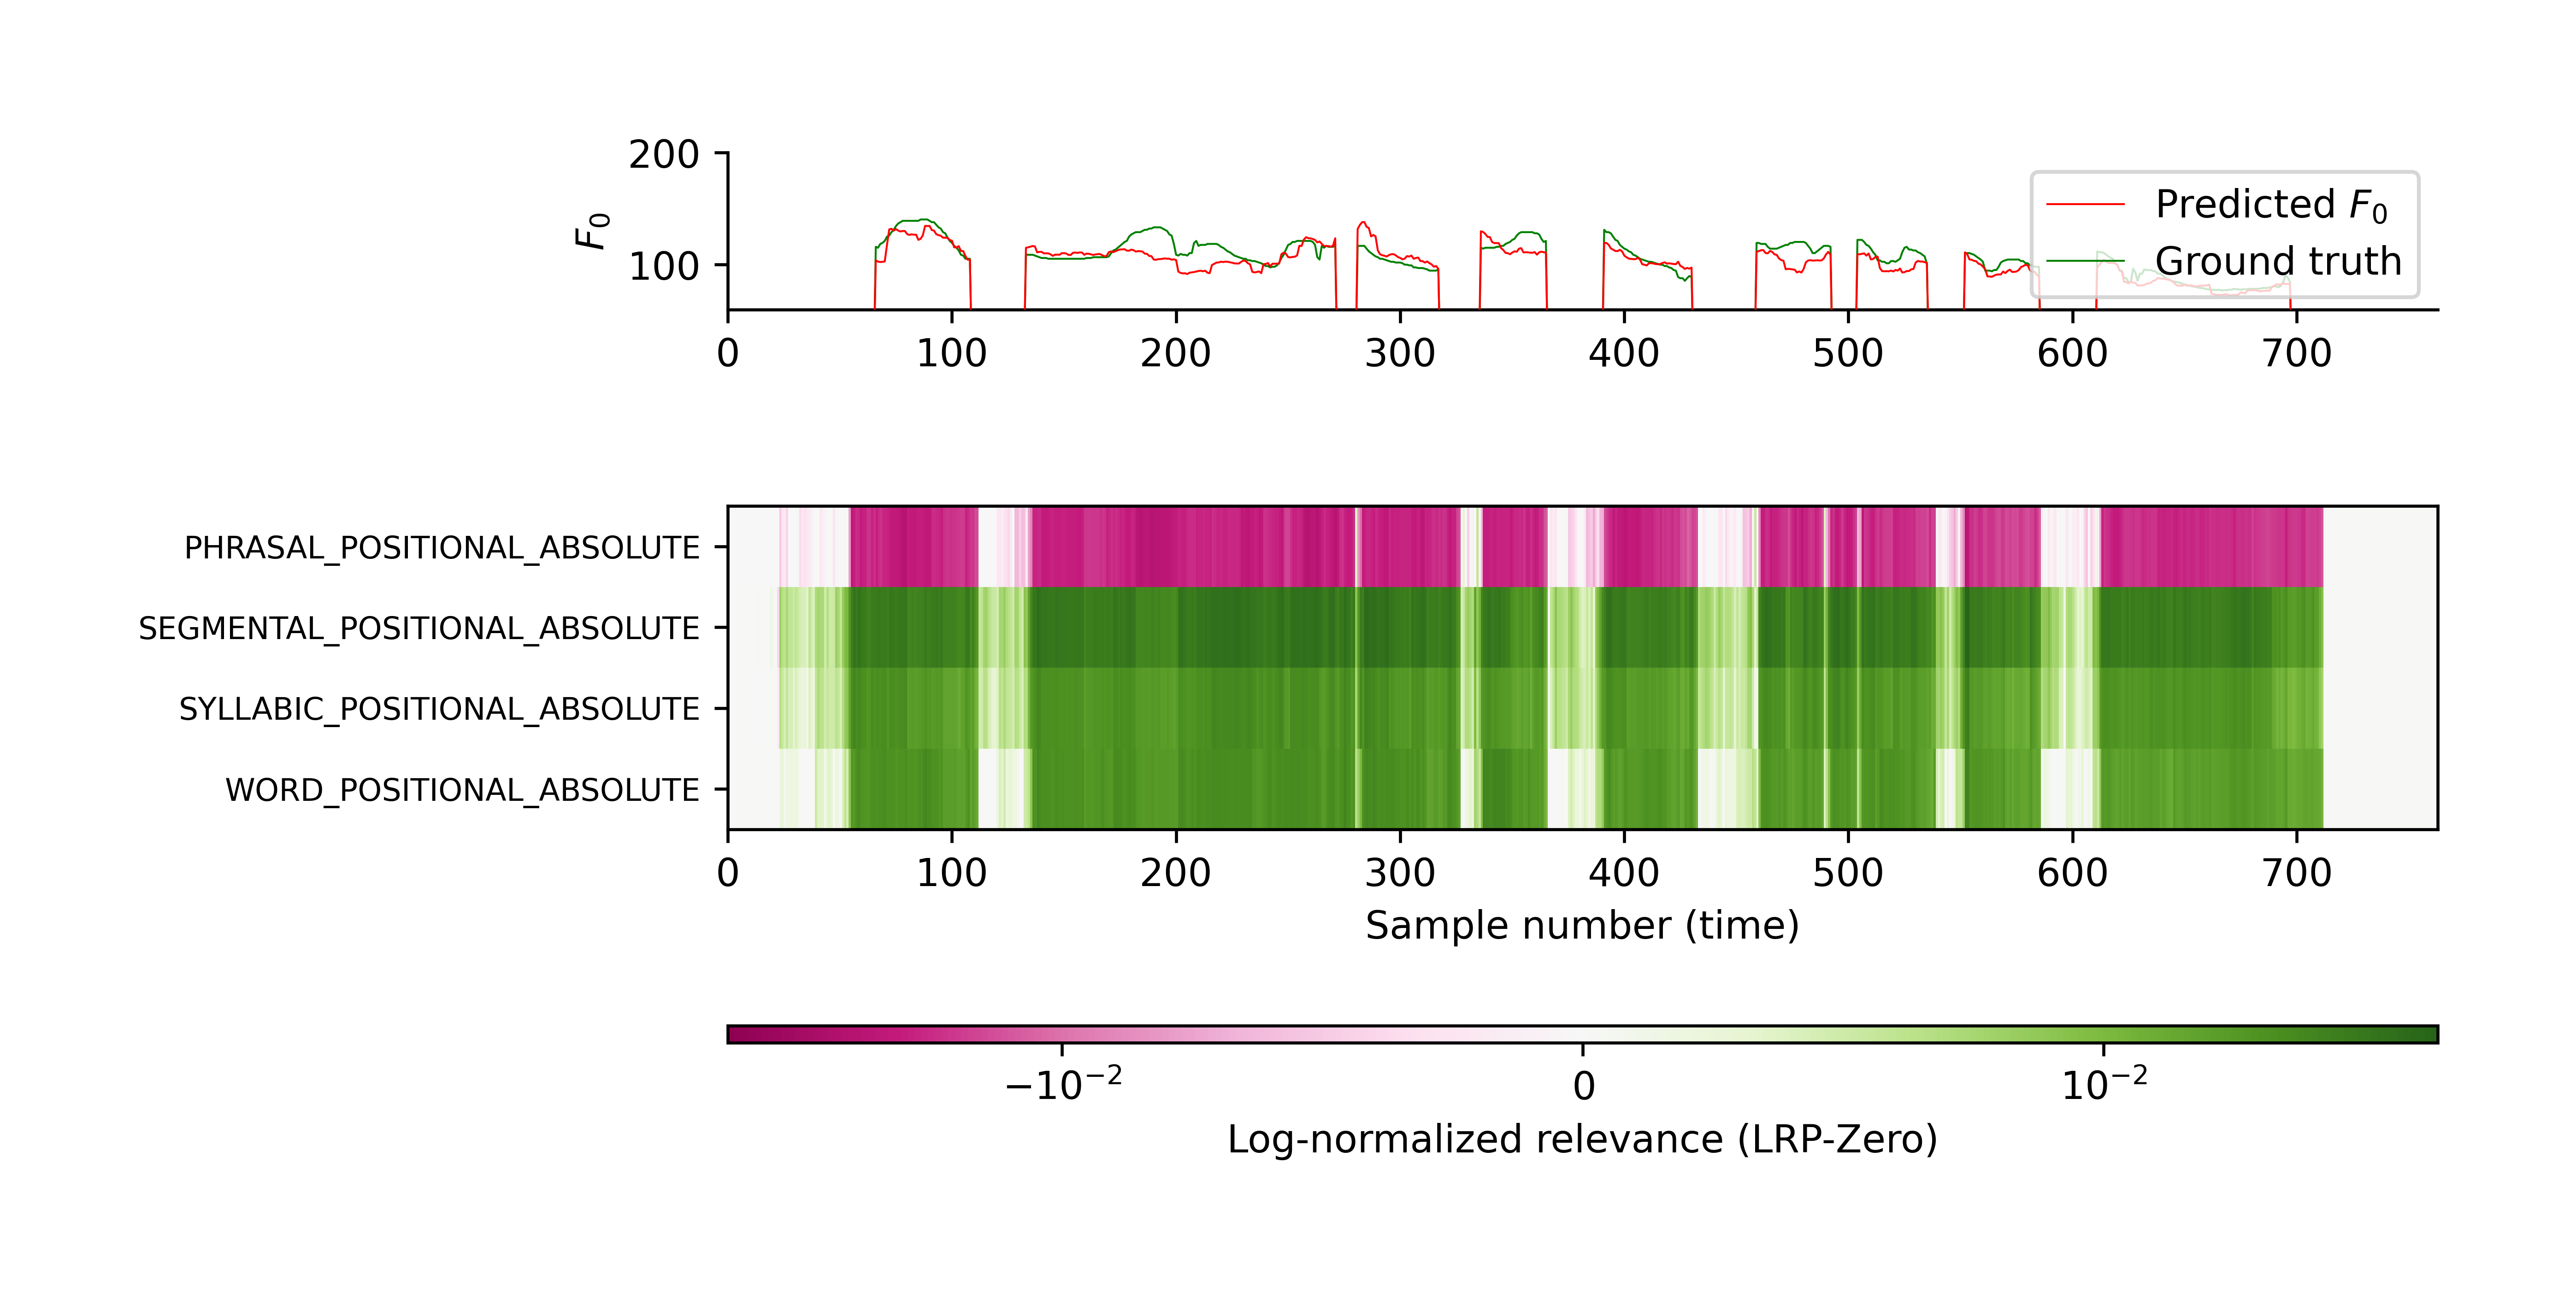 200
100
F₀
Predicted F₀
Ground truth
0 100 200 300 400 500 600 700
PHRASAL_POSITIONAL_ABSOLUTE
SEGMENTAL_POSITIONAL_ABSOLUTE
SYLLABIC_POSITIONAL_ABSOLUTE
WORD_POSITIONAL_ABSOLUTE
0 100 200 300 400 500 600 700
Sample number (time)
−10⁻² 0 10⁻²
Log-normalized relevance (LRP-Zero)